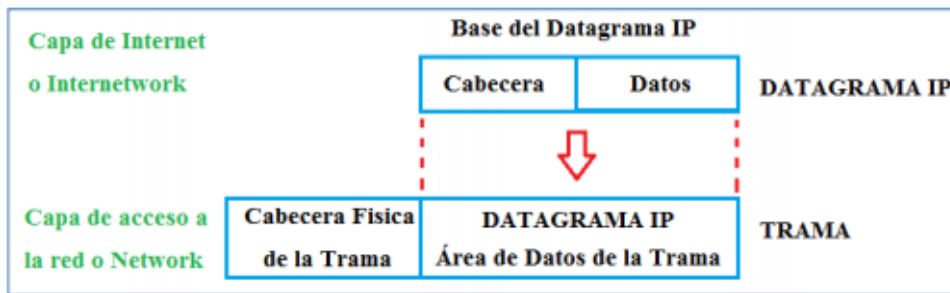 Capa de Internet
o Internetwork
Base del Datagrama IP
Cabecera
Datos
DATAGRAMA IP
Capa de acceso a
la red o Network
Cabecera Fisica
de la Trama
DATAGRAMA IP
Área de Datos de la Trama
TRAMA